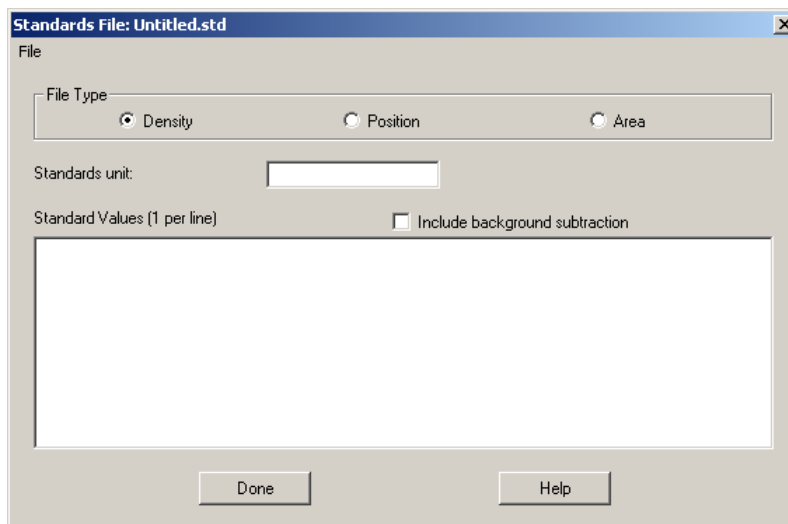 Standards File: Untitled.std
File
File Type
Density Position Area
Standards unit:
Standard Values (1 per line) Include background subtraction
Done Help